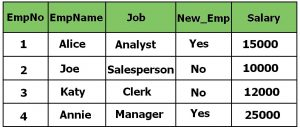 EmpNo EmpName Job New_Emp Salary
1 Alice Analyst Yes 15000
2 Joe Salesperson No 10000
3 Katy Clerk No 12000
4 Annie Manager Yes 25000